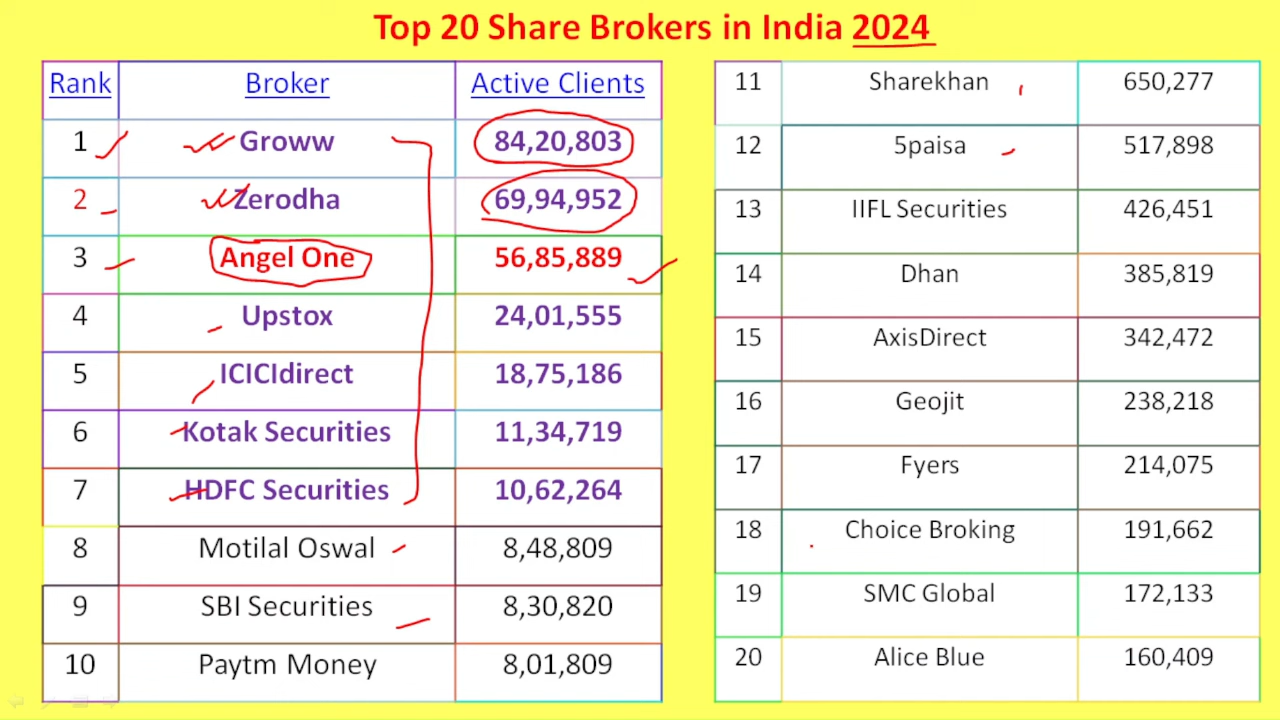 Top 20 Share Brokers in India 2024
Rank Broker Active Clients
1 Groww 84,20,803
2 Zerodha 69,94,952
3 Angel One 56,85,889
4 Upstox 24,01,555
5 ICICIdirect 18,75,186
6 Kotak Securities 11,34,719
7 HDFC Securities 10,62,264
8 Motilal Oswal 8,48,809
9 SBI Securities 8,30,820
10 Paytm Money 8,01,809
11 Sharekhan 650,277
12 5paisa 517,898
13 IIFL Securities 426,451
14 Dhan 385,819
15 AxisDirect 342,472
16 Geojit 238,218
17 Fyers 214,075
18 Choice Broking 191,662
19 SMC Global 172,133
20 Alice Blue 160,409